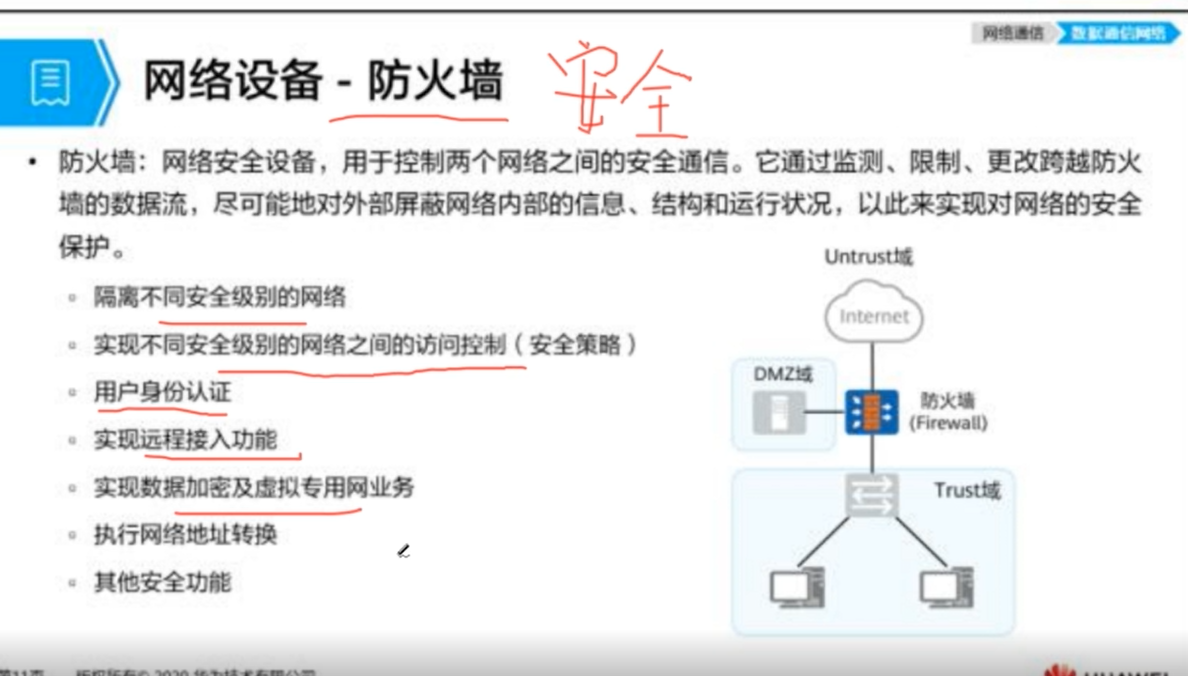 网络通信 数据通信网络
网络设备 - 防火墙 安全
• 防火墙：网络安全设备，用于控制两个网络之间的安全通信。它通过监测、限制、更改跨越防火
墙的数据流，尽可能地对外部屏蔽网络内部的信息、结构和运行状况，以此来实现对网络的安全
保护。
▫ 隔离不同安全级别的网络
▫ 实现不同安全级别的网络之间的访问控制（安全策略）
▫ 用户身份认证
▫ 实现远程接入功能
▫ 实现数据加密及虚拟专用网业务
▫ 执行网络地址转换
▫ 其他安全功能
Untrust域
Internet
DMZ域
防火墙
(Firewall)
Trust域
第11页 版权所有© 2020 华为技术有限公司
HUAWEI